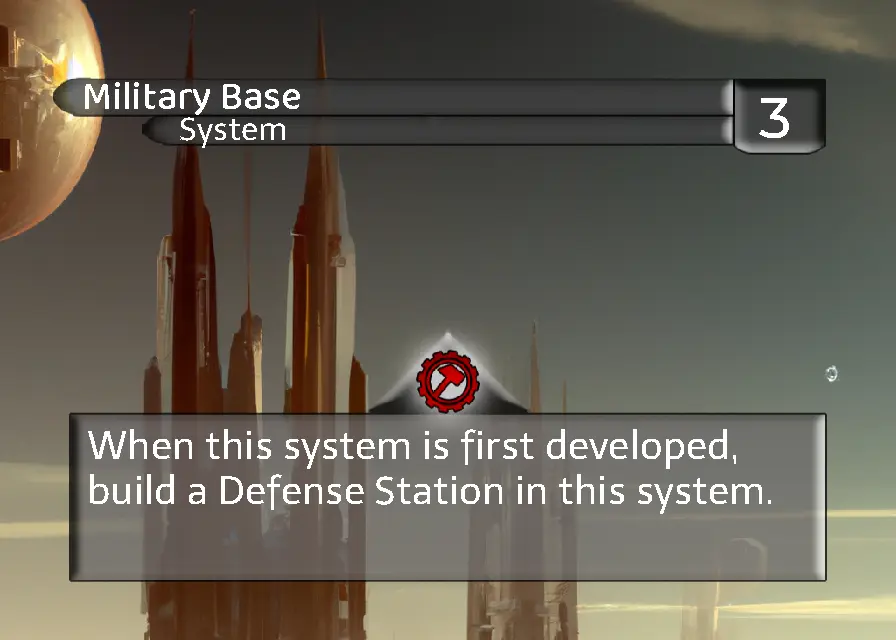 Military Base
System
3
When this system is first developed,
build a Defense Station in this system.